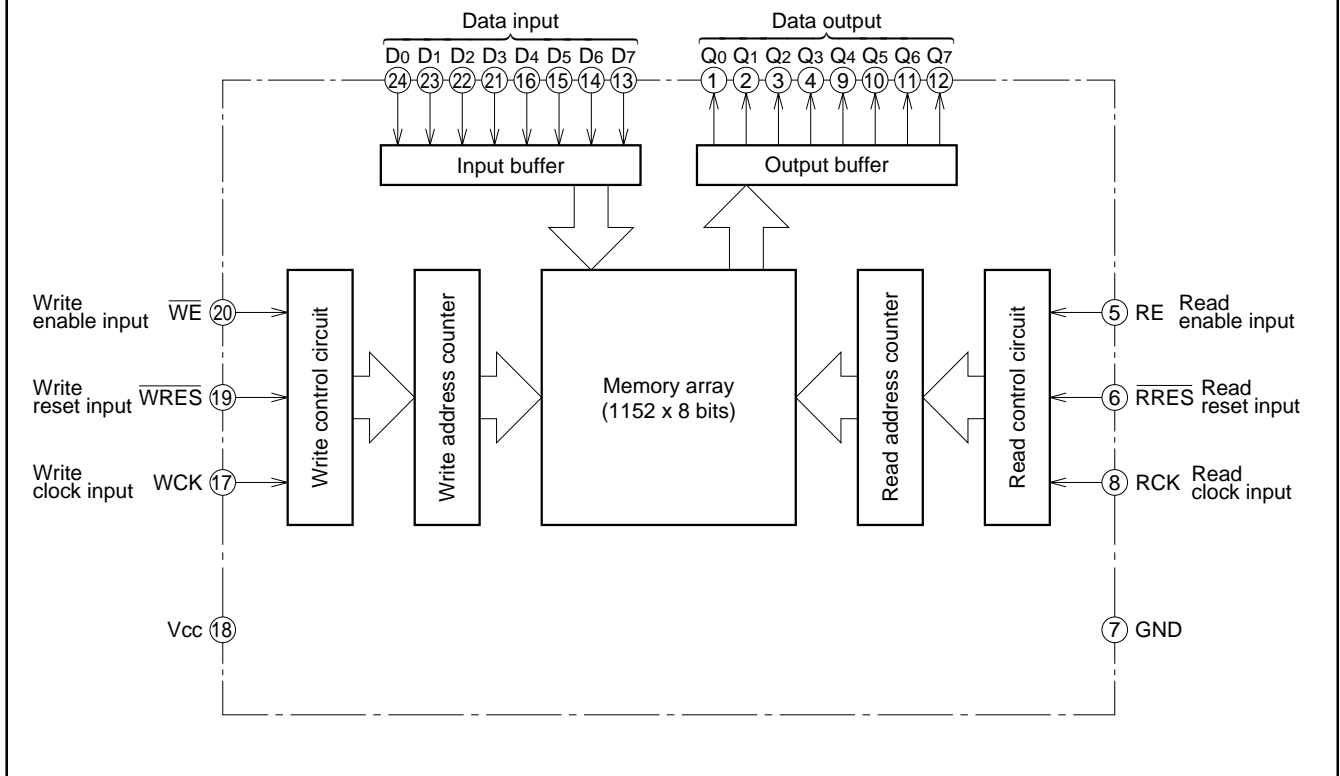 Data input
Data output
D0 D1 D2 D3 D4 D5 D6 D7
Q0 Q1 Q2 Q3 Q4 Q5 Q6 Q7
24 23 22 21 16 15 14 13
1 2 3 4 9 10 11 12
Input buffer
Output buffer
Write
enable input
WE
20
Write
reset input
WRES
19
Write
clock input
WCK
17
Write control circuit
Write address counter
Memory array
(1152 x 8 bits)
Read address counter
Read control circuit
5
RE
Read
enable input
6
RRES
Read
reset input
8
RCK
Read
clock input
Vcc
18
7
GND